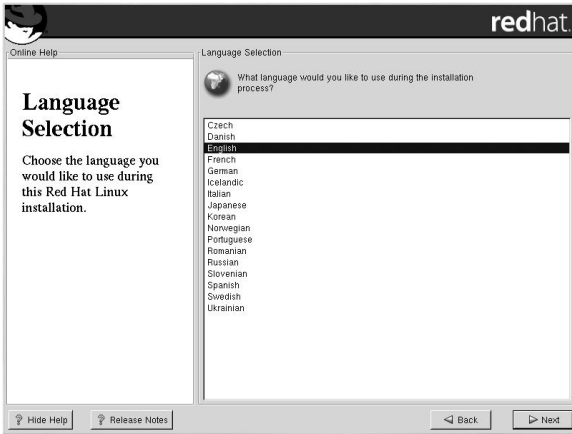 redhat.
Online Help
Language
Selection
Choose the language you
would like to use during
this Red Hat Linux
installation.
Language Selection
What language would you like to use during the installation
process?
Czech
Danish
English
French
German
Icelandic
Italian
Japanese
Korean
Norwegian
Portuguese
Romanian
Russian
Slovenian
Spanish
Swedish
Ukrainian
Hide Help
Release Notes
Back
Next